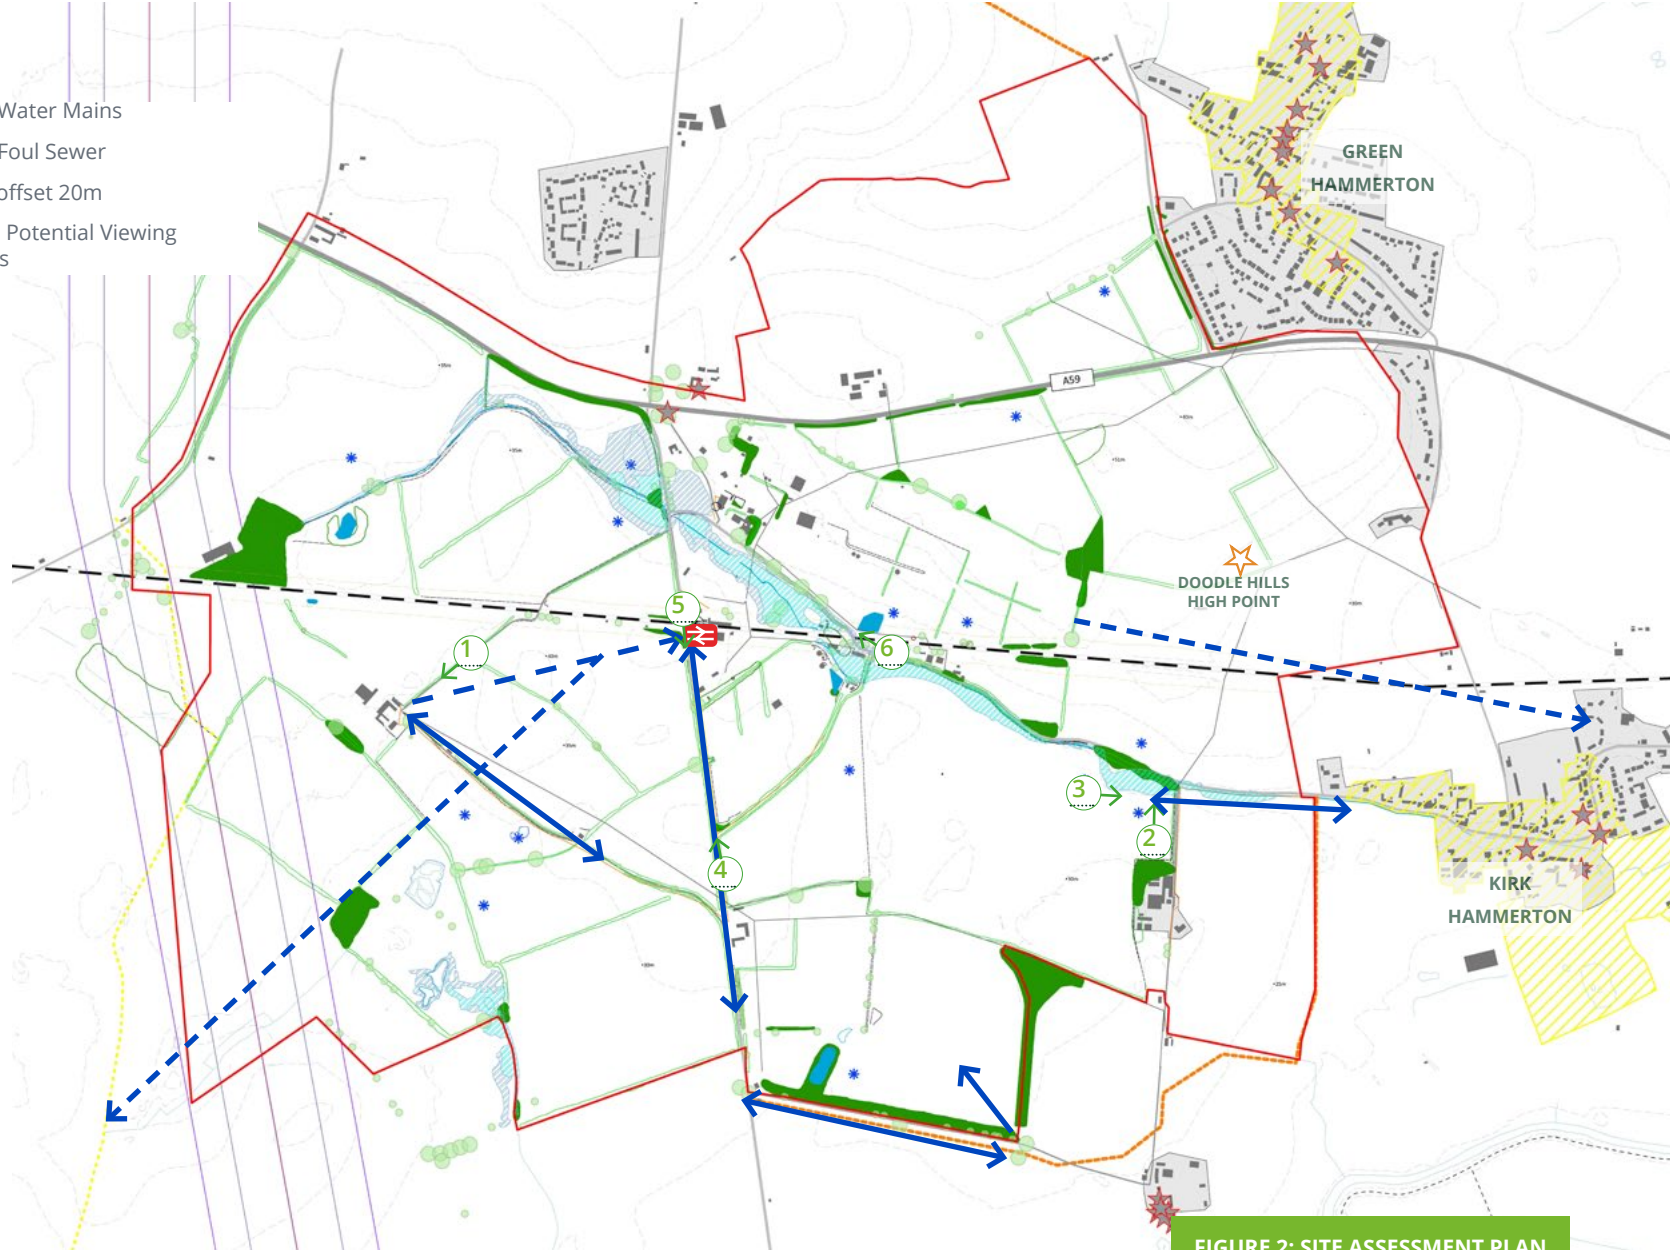 Water Mains
Foul Sewer
offset 20m
Potential Viewing
s
GREEN
HAMMERTON
A59
DOODLE HILLS
HIGH POINT
5
1
6
3
2
4
KIRK
HAMMERTON
FIGURE 2: SITE ASSESSMENT PLAN